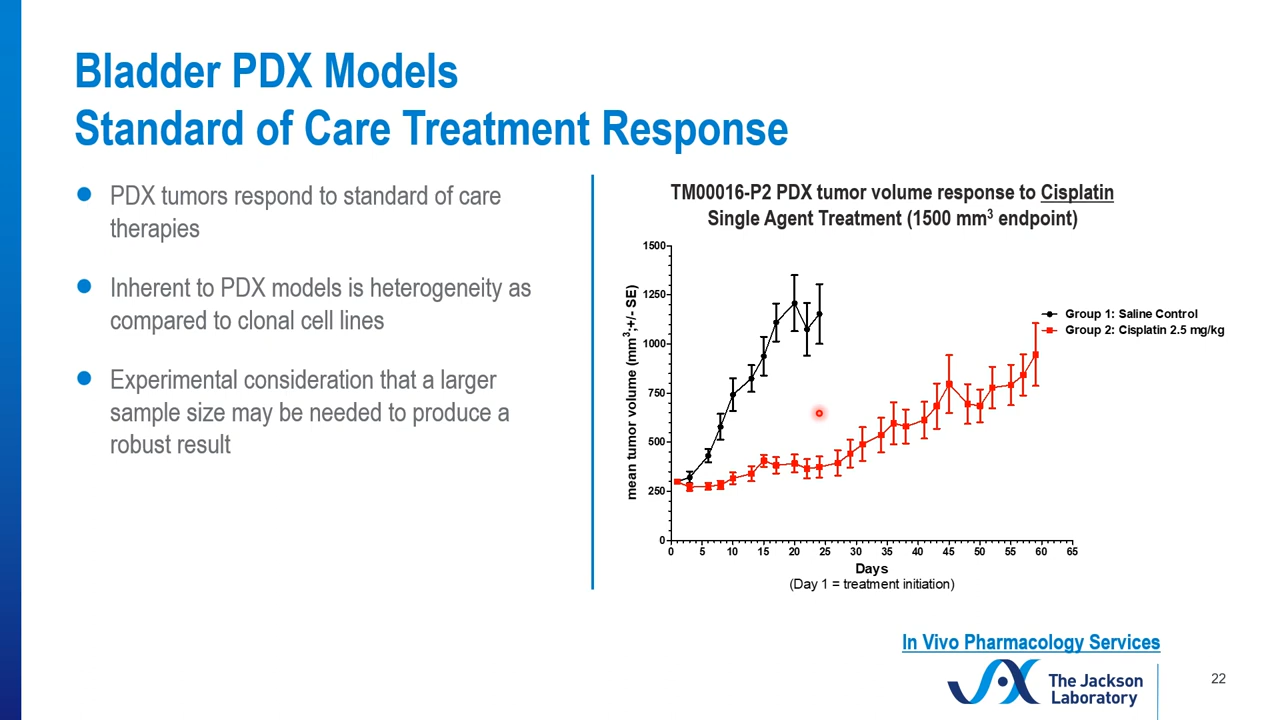 Bladder PDX Models
Standard of Care Treatment Response
● PDX tumors respond to standard of care
therapies
● Inherent to PDX models is heterogeneity as
compared to clonal cell lines
● Experimental consideration that a larger
sample size may be needed to produce a
robust result
TM00016-P2 PDX tumor volume response to Cisplatin
Single Agent Treatment (1500 mm³ endpoint)
mean tumor volume (mm³;+/- SE)
1500
1250
1000
750
500
250
0
0 5 10 15 20 25 30 35 40 45 50 55 60 65
Days
(Day 1 = treatment initiation)
Group 1: Saline Control
Group 2: Cisplatin 2.5 mg/kg
In Vivo Pharmacology Services
The Jackson
Laboratory
22